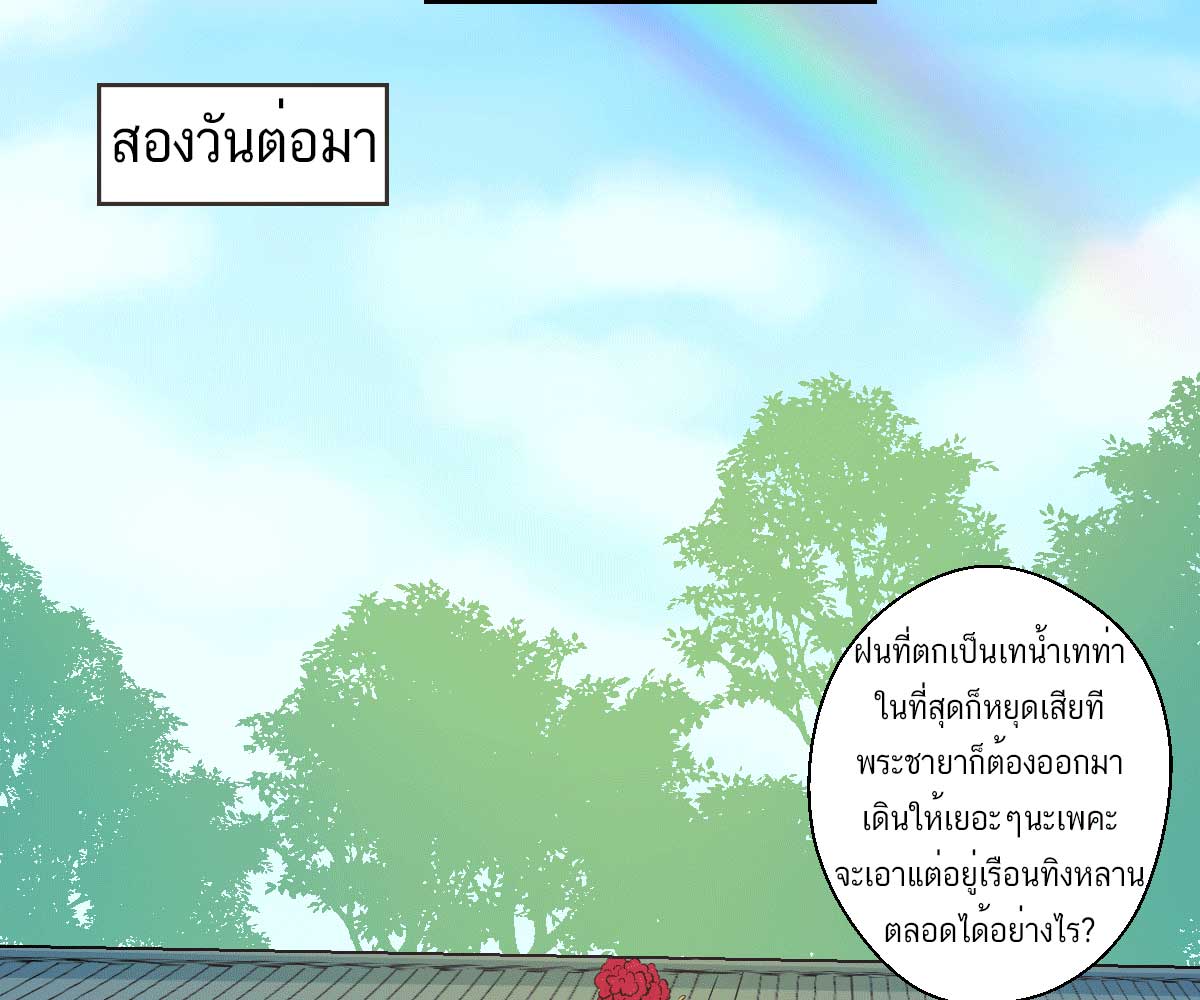 สองวันต่อมา
ฝนที่ตกเป็นเทน้ำเทท่า
ในที่สุดก็หยุดเสียที
พระชายาก็ต้องออกมา
เดินให้เยอะๆนะเพคะ
จะเอาแต่อยู่เรือนทิงหลาน
ตลอดได้อย่างไร?